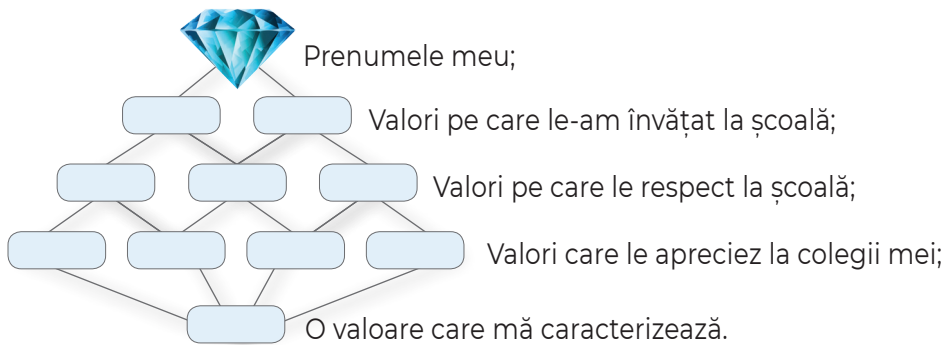 Prenumele meu;
Valori pe care le-am învățat la școală;
Valori pe care le respect la școală;
Valori care le apreciez la colegii mei;
O valoare care mă caracterizează.